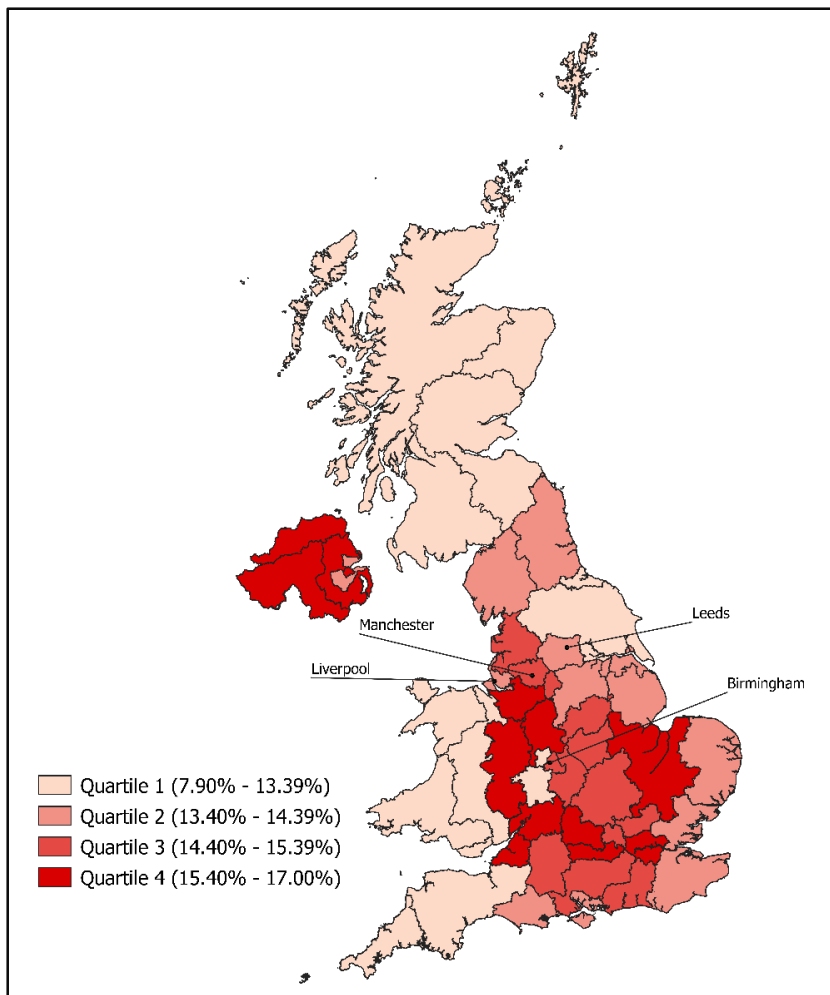 Leeds
Manchester
Liverpool
Birmingham
Quartile 1 (7.90% - 13.39%)
Quartile 2 (13.40% - 14.39%)
Quartile 3 (14.40% - 15.39%)
Quartile 4 (15.40% - 17.00%)